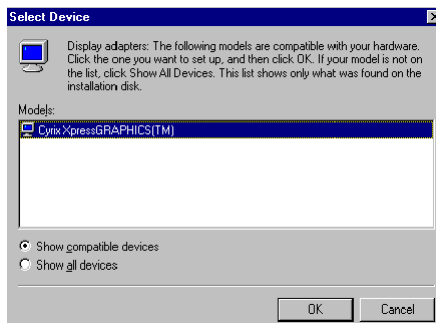 Select Device
Display adapters: The following models are compatible with your hardware.
Click the one you want to set up, and then click OK. If your model is not on
the list, click Show All Devices. This list shows only what was found on the
installation disk.
Models:
Cyrix XpressGRAPHICS(TM)
Show compatible devices
Show all devices
OK
Cancel